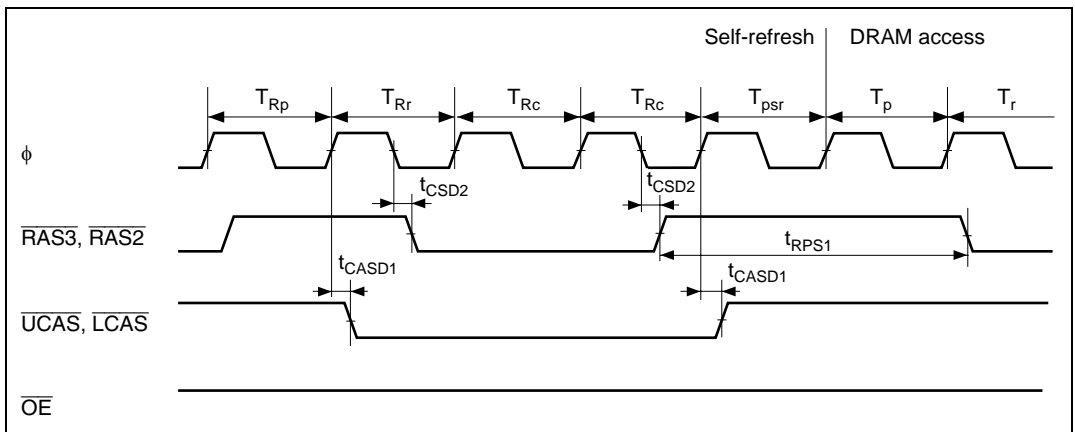 Self-refresh DRAM access
TRp TRr TRc TRc Tpsr Tp Tr
ϕ
tCSD2 tCSD2
RAS3, RAS2
tRPS1
tCASD1 tCASD1
UCAS, LCAS
OE